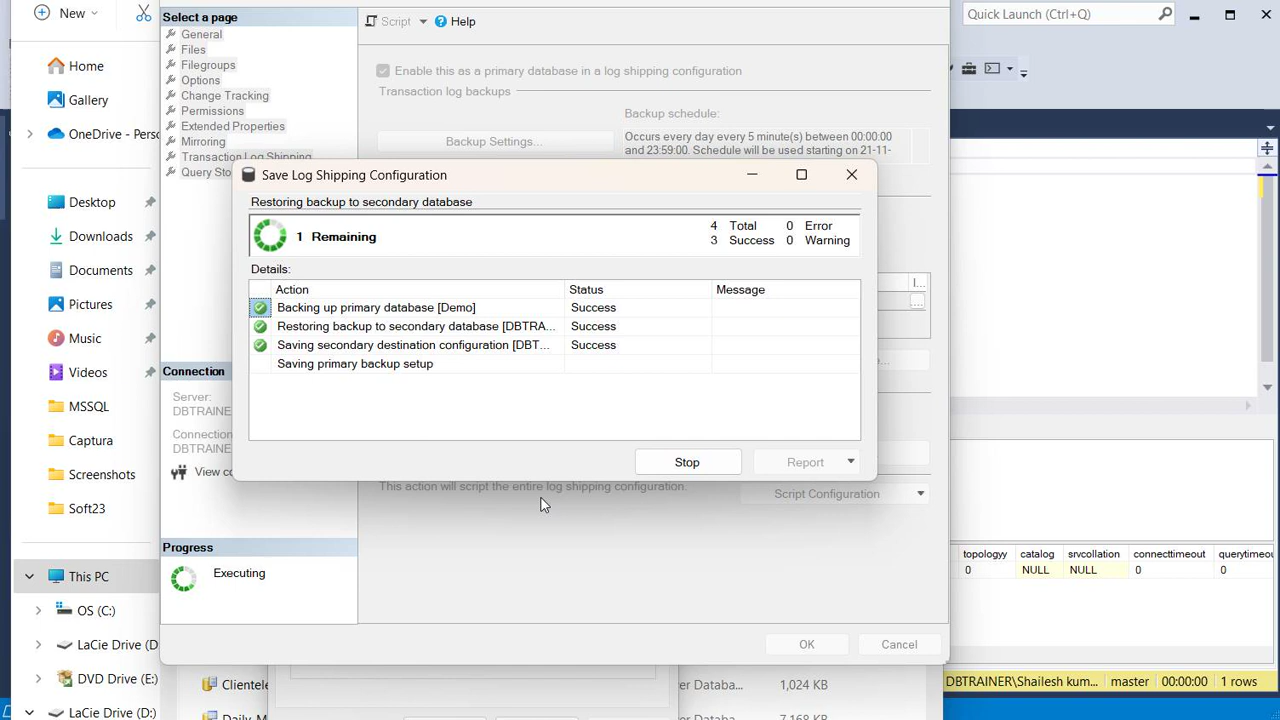 New
Home
Gallery
OneDrive - Perso
Desktop
Downloads
Documents
Pictures
Music
Videos
MSSQL
Captura
Screenshots
Soft23
This PC
OS (C:)
LaCie Drive (D
DVD Drive (E:)
LaCie Drive (D:)
Select a page
General
Files
Filegroups
Options
Change Tracking
Permissions
Extended Properties
Mirroring
Transaction Log Shipping
Query Sto
Connection
Server:
DBTRAINE
Connection
DBTRAINE
View co
Progress
Executing
Script
Help
Enable this as a primary database in a log shipping configuration
Transaction log backups
Backup schedule:
Backup Settings...
Occurs every day every 5 minute(s) between 00:00:00
and 23:59:00. Schedule will be used starting on 21-11-
I...
...
e...
Save Log Shipping Configuration
Restoring backup to secondary database
1 Remaining
4 Total 0 Error
3 Success 0 Warning
Details:
Action Status Message
Backing up primary database [Demo] Success
Restoring backup to secondary database [DBTRA... Success
Saving secondary destination configuration [DBT... Success
Saving primary backup setup
Stop
Report
This action will script the entire log shipping configuration.
Script Configuration
OK
Cancel
Clientele
er Databa... 1,024 KB
Quick Launch (Ctrl+Q)
topologyy catalog srvcollation connecttimeout querytimeou
0 NULL NULL 0 0
DBTRAINER\Shailesh kum... master 00:00:00 1 rows